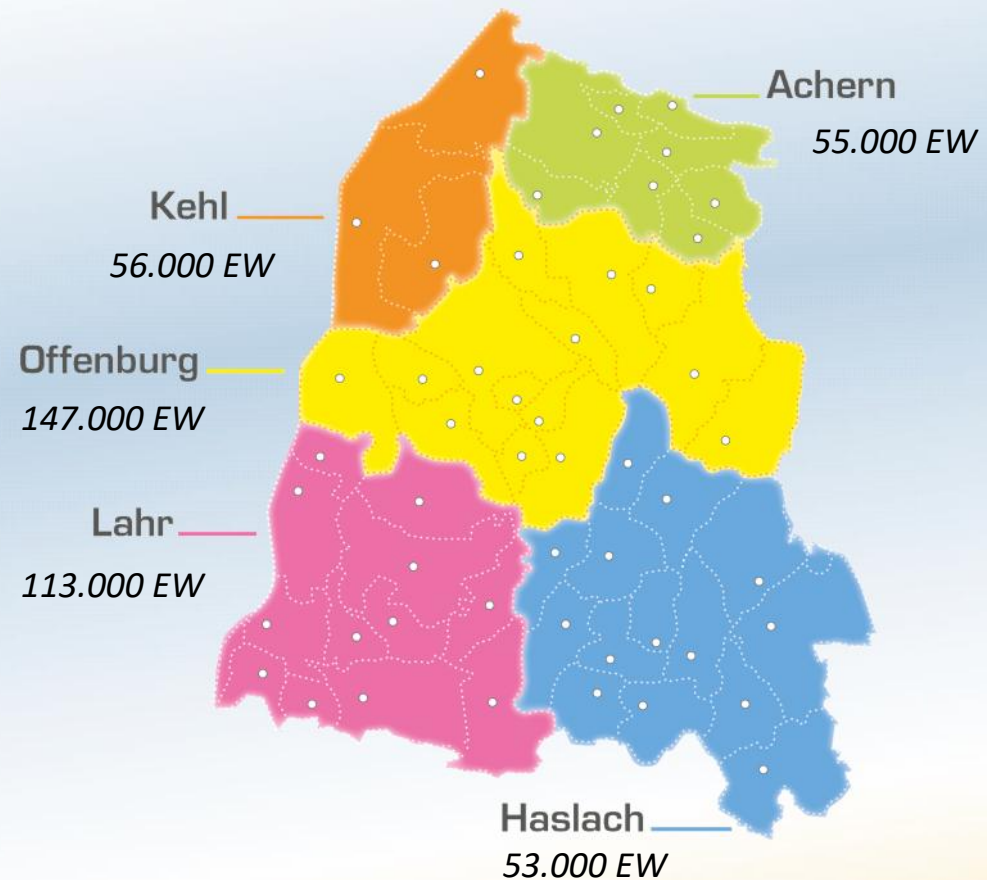 Achern
55.000 EW
Kehl
56.000 EW
Offenburg
147.000 EW
Lahr
113.000 EW
Haslach
53.000 EW